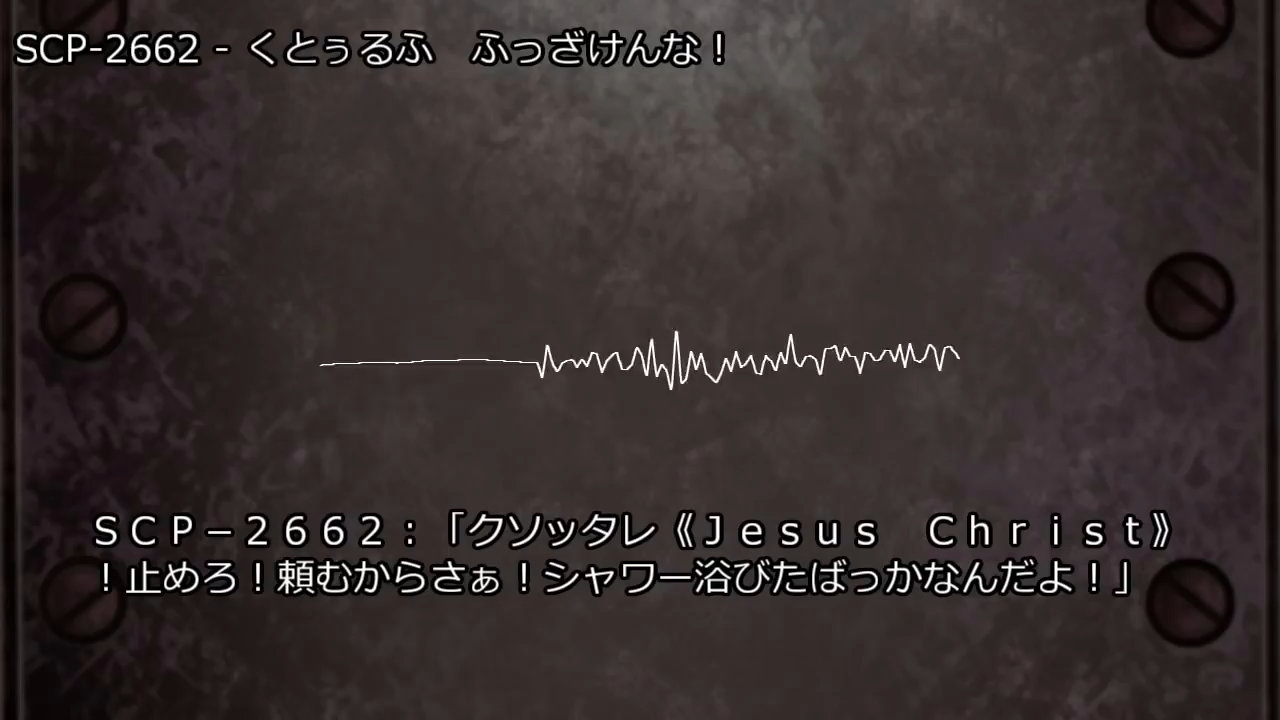 SCP-2662 - くとぅるふ　ふっざけんな！
ＳＣＰ－２６６２：「クソッタレ《Ｊｅｓｕｓ　Ｃｈｒｉｓｔ》
！止めろ！頼むからさぁ！シャワー浴びたばっかなんだよ！」